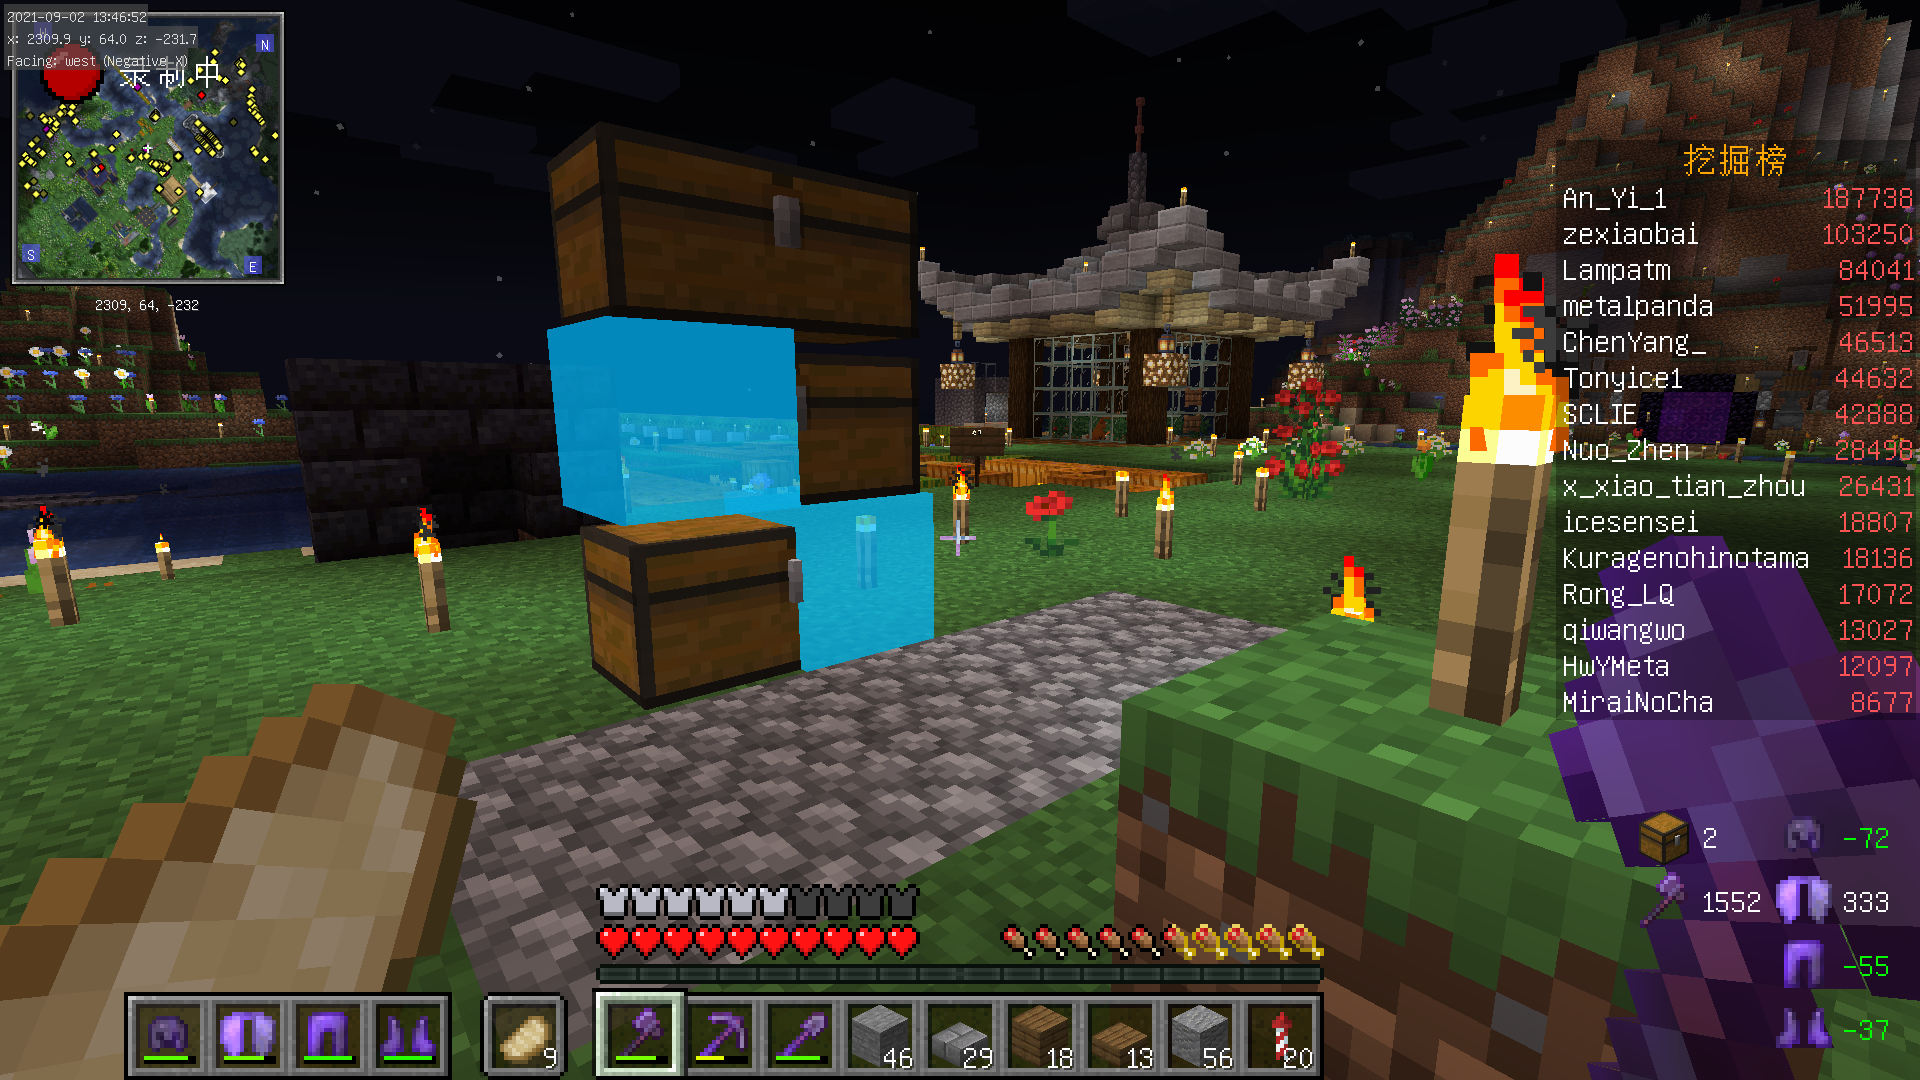 2021-09-02 13:46:52
x: 2309.9 y: 64.0 z: -231.7
Facing: west (Negative X)
录制中
N
S
E
2309, 64, -232
挖掘榜
An_Yi_1 187738
zexiaobai 103250
Lampatm 84041
metalpanda 51995
ChenYang_ 46513
Tonyice1 44632
SCLIE 42888
Nuo_Zhen 28498
x_xiao_tian_zhou 26431
icesensei 18807
Kuragenohinotama 18136
Rong_LQ 17072
qiwangwo 13027
HwYMeta 12097
MiraiNoCha 8677
2 -72
1552 333
-55
-37
9 46 29 18 13 56 20